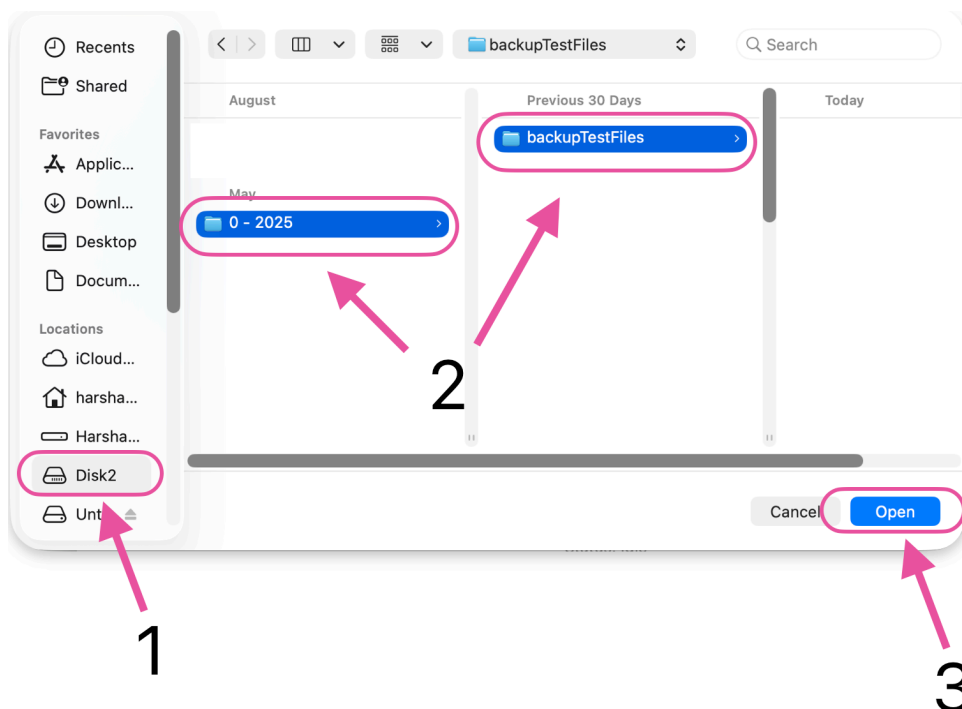 Recents
Shared
Favorites
Applic...
Downl...
Desktop
Docum...
Locations
iCloud...
harsha...
Harsha...
Disk2
backupTestFiles
Search
August
May
0 - 2025
Previous 30 Days
backupTestFiles
Today
2
Cancel
Open
1
3